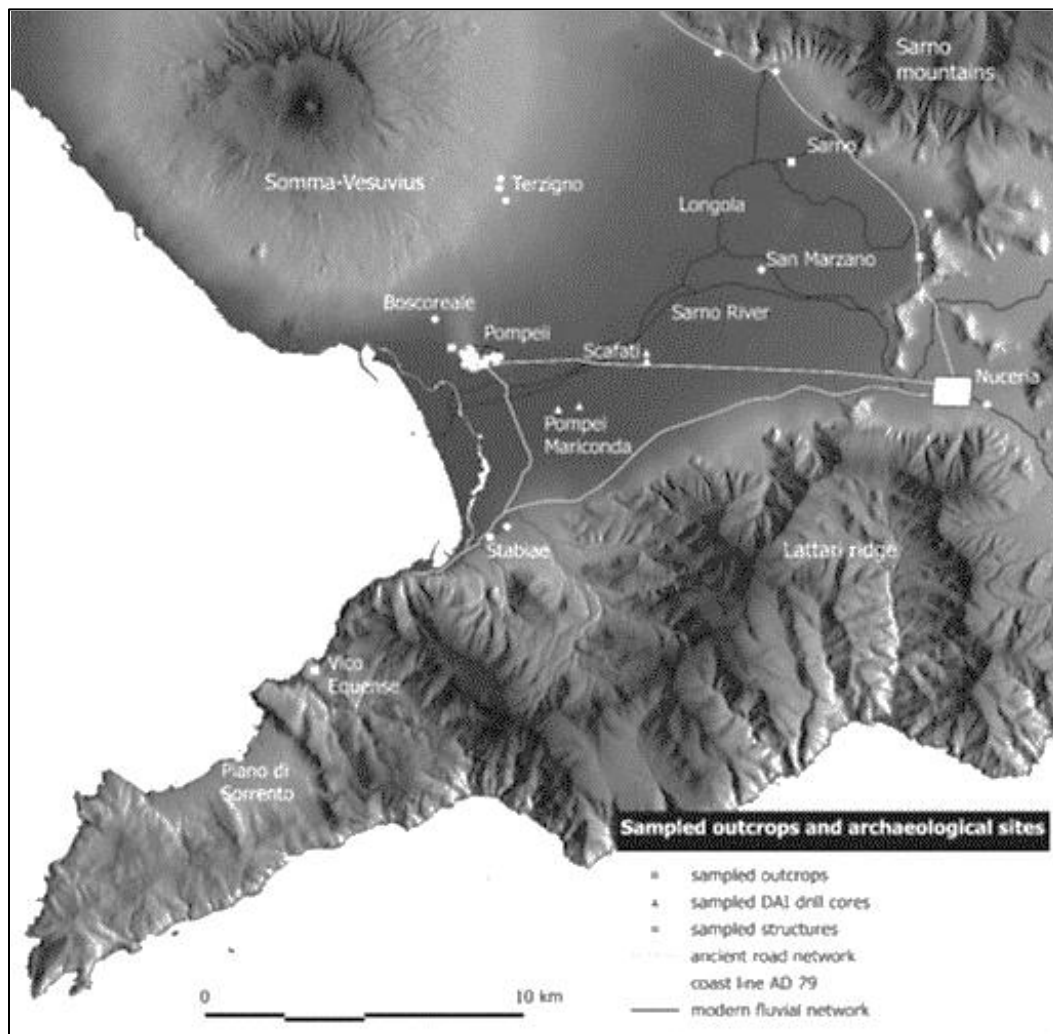 Sarno
mountains
Somma-Vesuvius
Terzigno
Sarno
Longola
San Marzano
Boscoreale
Pompeii
Sarno River
Scafati
Nuceria
Pompei
Mariconda
Stabiae
Lattari ridge
Vico
Equense
Piano di
Sorrento
Sampled outcrops and archaeological sites
sampled outcrops
sampled DAI drill cores
sampled structures
ancient road network
coast line AD 79
modern fluvial network
0 10 km